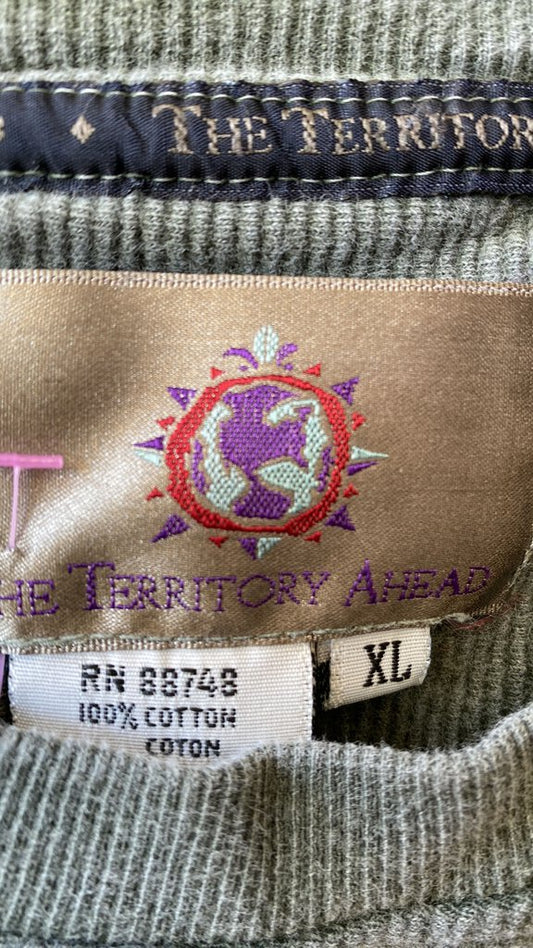 THE TERRITOR
HE TERRITORY AHEAD
XL
RN 88748
100% COTTON
COTON